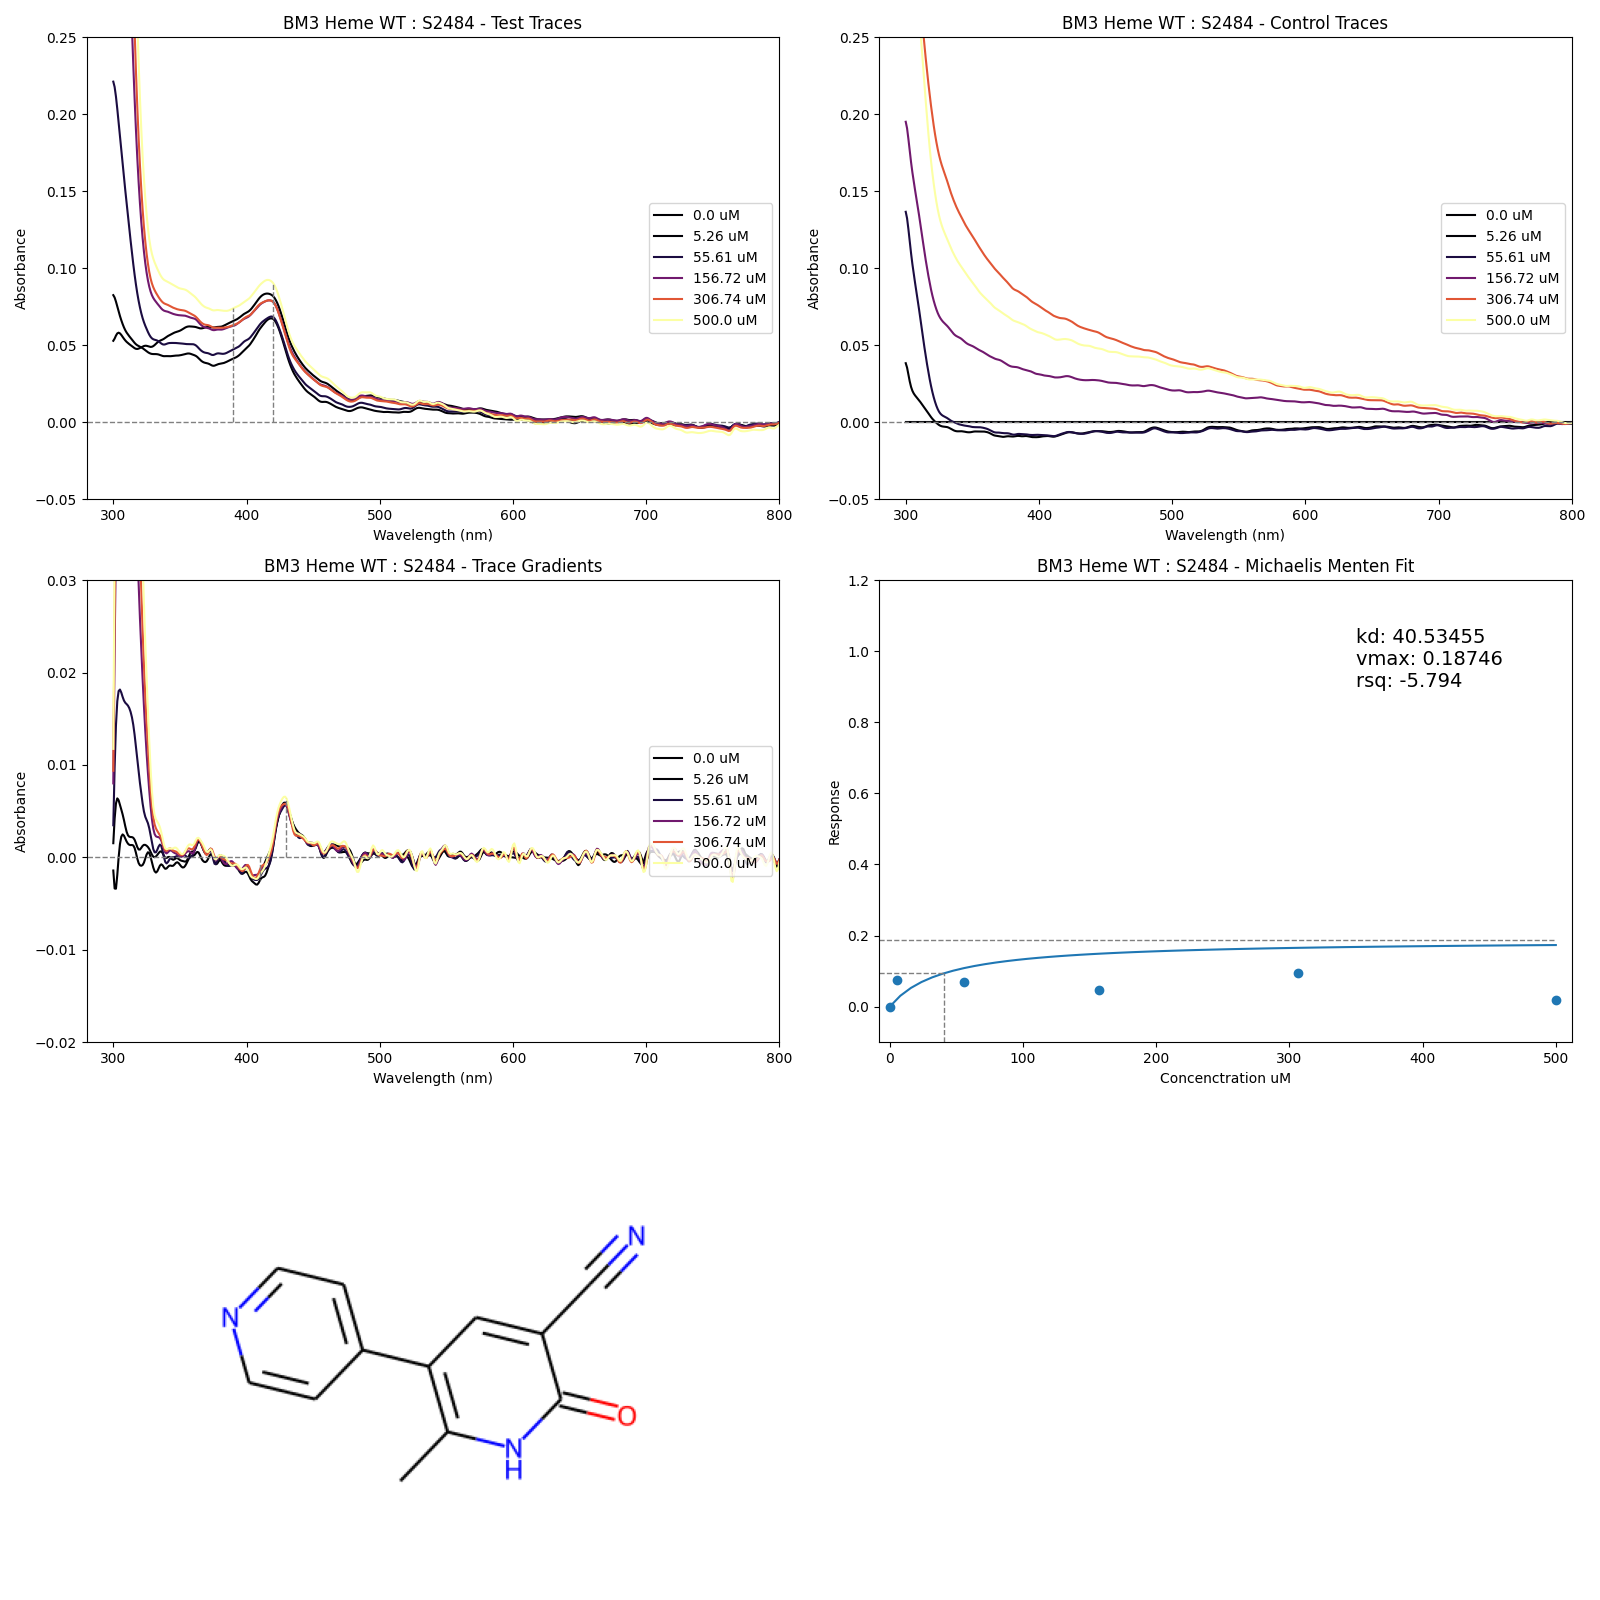 BM3 Heme WT : S2484 - Test Traces
0.25
0.20
0.15
0.10
0.05
0.00
−0.05
Absorbance
0.0 uM
5.26 uM
55.61 uM
156.72 uM
306.74 uM
500.0 uM
300 400 500 600 700 800
Wavelength (nm)
BM3 Heme WT : S2484 - Control Traces
0.25
0.20
0.15
0.10
0.05
0.00
−0.05
Absorbance
0.0 uM
5.26 uM
55.61 uM
156.72 uM
306.74 uM
500.0 uM
300 400 500 600 700 800
Wavelength (nm)
BM3 Heme WT : S2484 - Trace Gradients
0.03
0.02
0.01
0.00
−0.01
−0.02
Absorbance
0.0 uM
5.26 uM
55.61 uM
156.72 uM
306.74 uM
500.0 uM
300 400 500 600 700 800
Wavelength (nm)
BM3 Heme WT : S2484 - Michaelis Menten Fit
1.2
1.0
0.8
0.6
0.4
0.2
0.0
Response
kd: 40.53455
vmax: 0.18746
rsq: -5.794
0 100 200 300 400 500
Concenctration uM
N
N
O
N
H